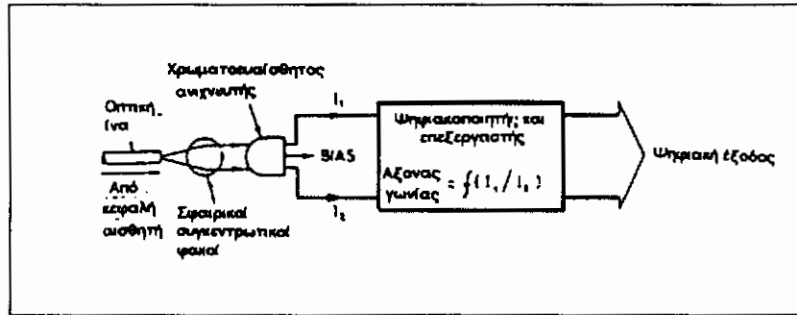 Χρωματοευαίσθητος
ανιχνευτής
Οπτική
ίνα
I₁
BIAS
I₂
Από
κεφαλή
αισθητή
Σφαιρικοί
συγκεντρωτικοί
φακοί
Ψηφιακοποιητής και
επεξεργαστής
Αξονας
γωνίας = f(I₁/I₂)
Ψηφιακή έξοδος